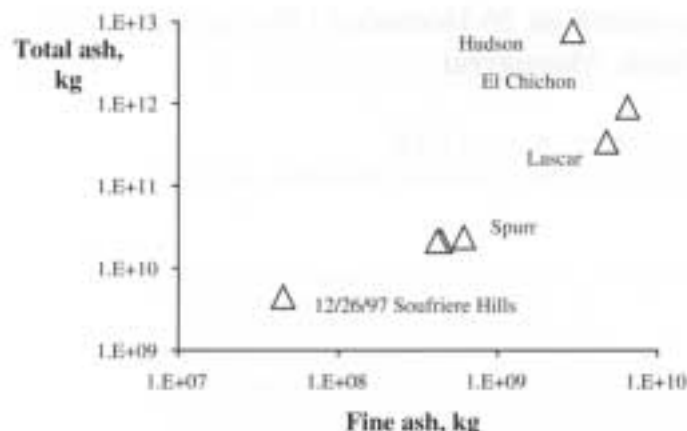 1.E+13
Total ash,
kg
Hudson
El Chichon
1.E+12
Lascar
1.E+11
Spurr
1.E+10
12/26/97 Soufriere Hills
1.E+09
1.E+07 1.E+08 1.E+09 1.E+10
Fine ash, kg